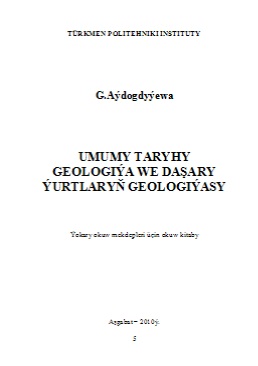 TÜRKMEN POLITEHNIKI INSTITUTY
G.Aýdogdyýewa
UMUMY TARYHY
GEOLOGIÝA WE DAŞARY
ÝURTLARYŇ GEOLOGIÝASY
Ýokary okuw mekdepleri üçin okuw kitaby
Aşgabat – 2010ý.
5